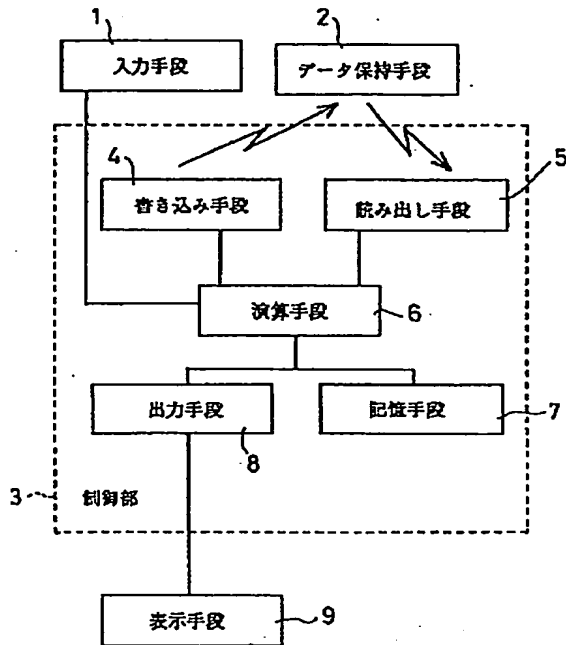 1
入力手段
2
データ保持手段
4
書き込み手段
5
読み出し手段
演算手段
6
出力手段
8
記憶手段
7
3
制御部
表示手段
9